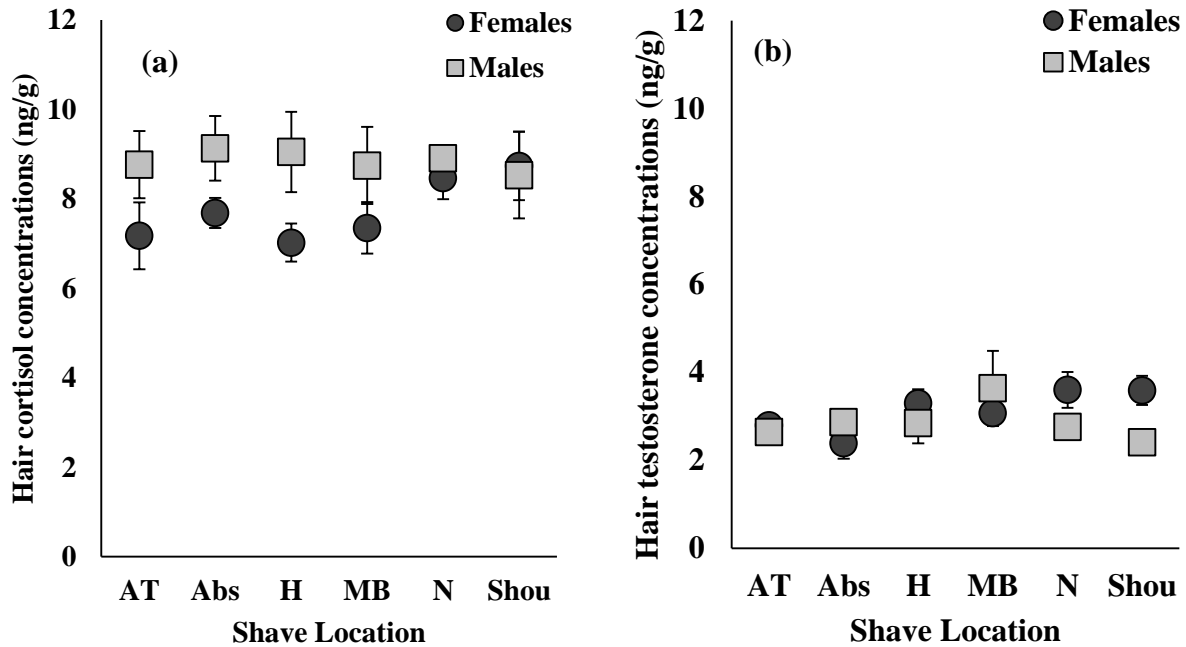 Hair cortisol concentrations (ng/g)
12
10
8
6
4
2
0
(a)
Females
Males
AT Abs H MB N Shou
Shave Location
Hair testosterone concentrations (ng/g)
12
10
8
6
4
2
0
(b)
Females
Males
AT Abs H MB N Shou
Shave Location